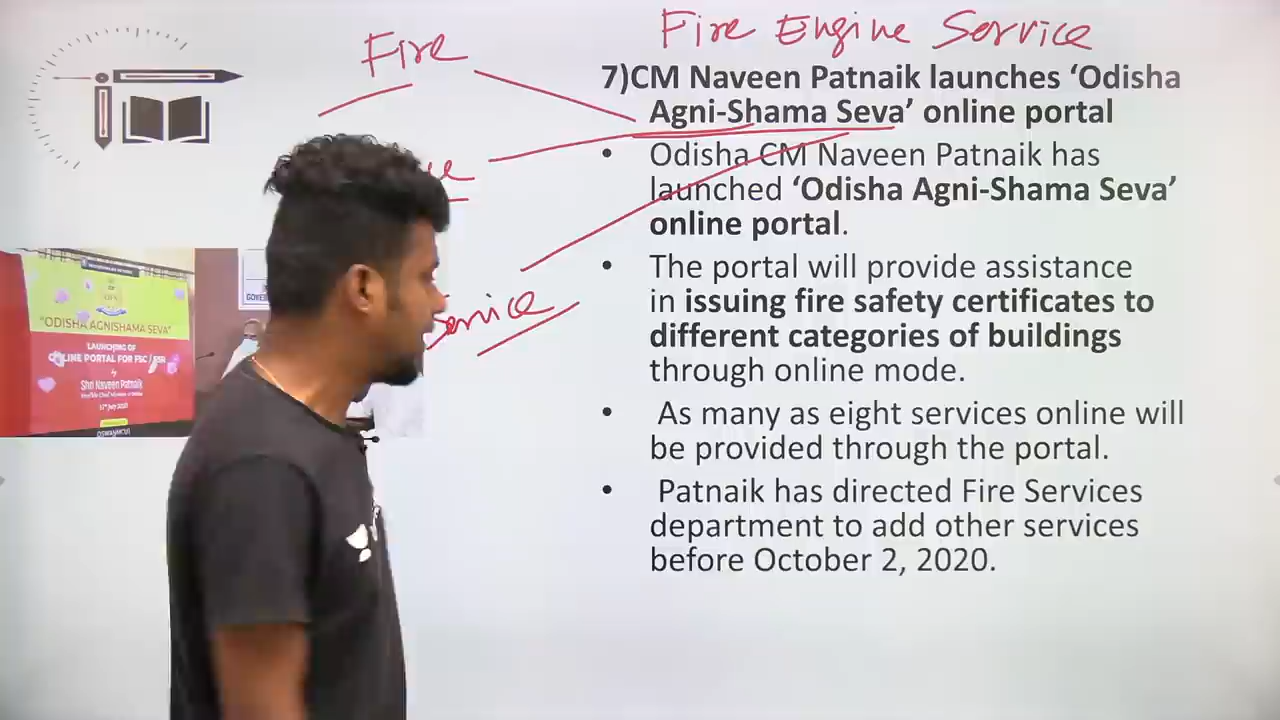 Fire Engine Service
Fire
7)CM Naveen Patnaik launches ‘Odisha
Agni-Shama Seva’ online portal
• Odisha CM Naveen Patnaik has
launched ‘Odisha Agni-Shama Seva’
online portal.
• The portal will provide assistance
in issuing fire safety certificates to
different categories of buildings
through online mode.
• As many as eight services online will
be provided through the portal.
• Patnaik has directed Fire Services
department to add other services
before October 2, 2020.
Service
"ODISHA AGNISHAMA SEVA"
LAUNCHING OF
ONLINE PORTAL FOR FSC /
by
Shri Naveen Patnaik
OSWANMCU1